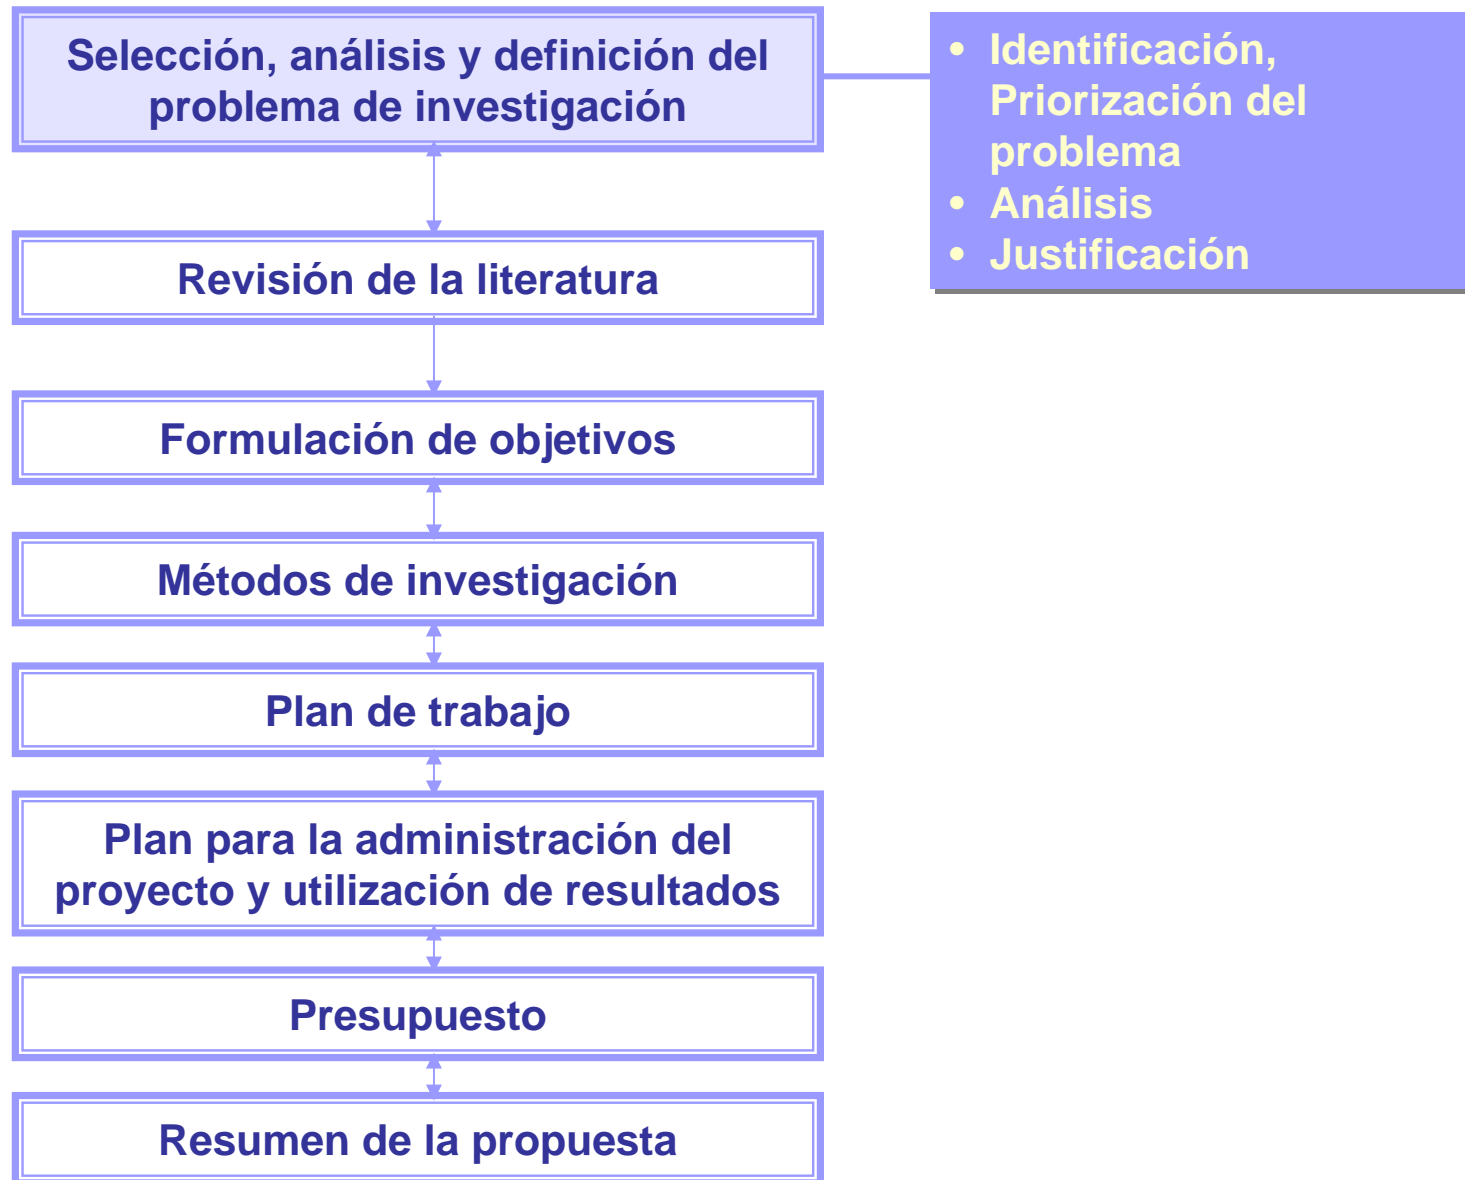 Selección, análisis y definición del
problema de investigación
• Identificación,
Priorización del
problema
• Análisis
• Justificación
Revisión de la literatura
Formulación de objetivos
Métodos de investigación
Plan de trabajo
Plan para la administración del
proyecto y utilización de resultados
Presupuesto
Resumen de la propuesta